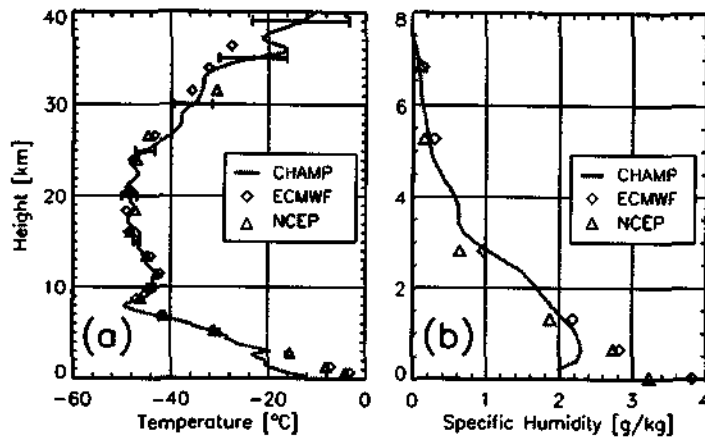 40
30
20
10
0
Height [km]
CHAMP
ECMWF
NCEP
(a)
-60 -40 -20 0
Temperature [°C]
8
6
4
2
0
CHAMP
ECMWF
NCEP
(b)
0 1 2 3 4
Specific Humidity [g/kg]